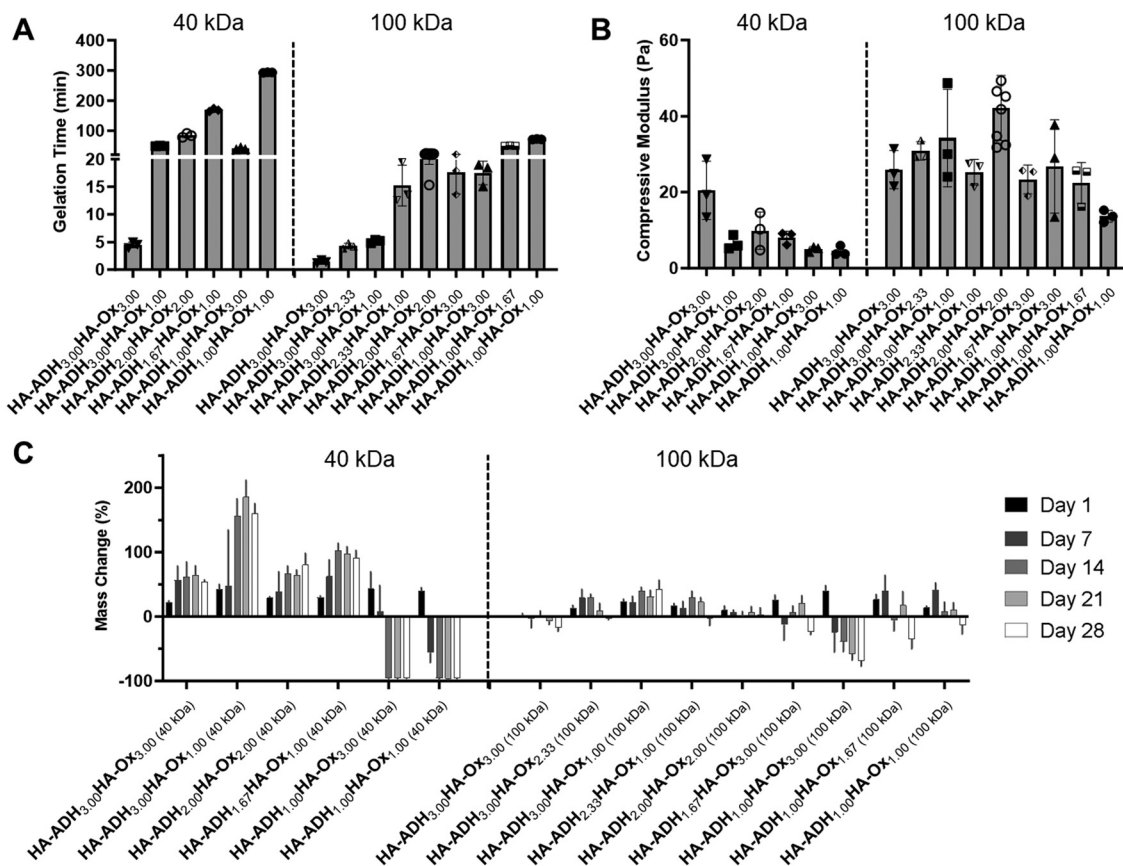 A
40 kDa
100 kDa
Gelation Time (min)
400
300
200
100
20
15
10
5
0
HA-ADH3.00HA-Ox3.00
HA-ADH3.00HA-Ox1.00
HA-ADH2.00HA-Ox2.00
HA-ADH1.67HA-Ox1.00
HA-ADH1.00HA-Ox3.00
HA-ADH1.00HA-Ox1.00
HA-ADH3.00HA-Ox3.00
HA-ADH3.00HA-Ox2.33
HA-ADH3.00HA-Ox1.00
HA-ADH2.33HA-Ox1.00
HA-ADH2.00HA-Ox2.00
HA-ADH1.67HA-Ox3.00
HA-ADH1.00HA-Ox3.00
HA-ADH1.00HA-Ox1.67
HA-ADH1.00HA-Ox1.00
B
40 kDa
100 kDa
Compressive Modulus (Pa)
60
40
20
0
HA-ADH3.00HA-Ox3.00
HA-ADH3.00HA-Ox1.00
HA-ADH2.00HA-Ox2.00
HA-ADH1.67HA-Ox1.00
HA-ADH1.00HA-Ox3.00
HA-ADH1.00HA-Ox1.00
HA-ADH3.00HA-Ox3.00
HA-ADH3.00HA-Ox2.33
HA-ADH3.00HA-Ox1.00
HA-ADH2.33HA-Ox1.00
HA-ADH2.00HA-Ox2.00
HA-ADH1.67HA-Ox3.00
HA-ADH1.00HA-Ox3.00
HA-ADH1.00HA-Ox1.67
HA-ADH1.00HA-Ox1.00
C
40 kDa
100 kDa
Mass Change (%)
200
100
0
-100
Day 1
Day 7
Day 14
Day 21
Day 28
HA-ADH3.00HA-Ox3.00 (40 kDa)
HA-ADH3.00HA-Ox1.00 (40 kDa)
HA-ADH2.00HA-Ox2.00 (40 kDa)
HA-ADH1.67HA-Ox1.00 (40 kDa)
HA-ADH1.00HA-Ox3.00 (40 kDa)
HA-ADH1.00HA-Ox1.00 (40 kDa)
HA-ADH3.00HA-Ox3.00 (100 kDa)
HA-ADH3.00HA-Ox2.33 (100 kDa)
HA-ADH3.00HA-Ox1.00 (100 kDa)
HA-ADH2.33HA-Ox1.00 (100 kDa)
HA-ADH2.00HA-Ox2.00 (100 kDa)
HA-ADH1.67HA-Ox3.00 (100 kDa)
HA-ADH1.00HA-Ox3.00 (100 kDa)
HA-ADH1.00HA-Ox1.67 (100 kDa)
HA-ADH1.00HA-Ox1.00 (100 kDa)